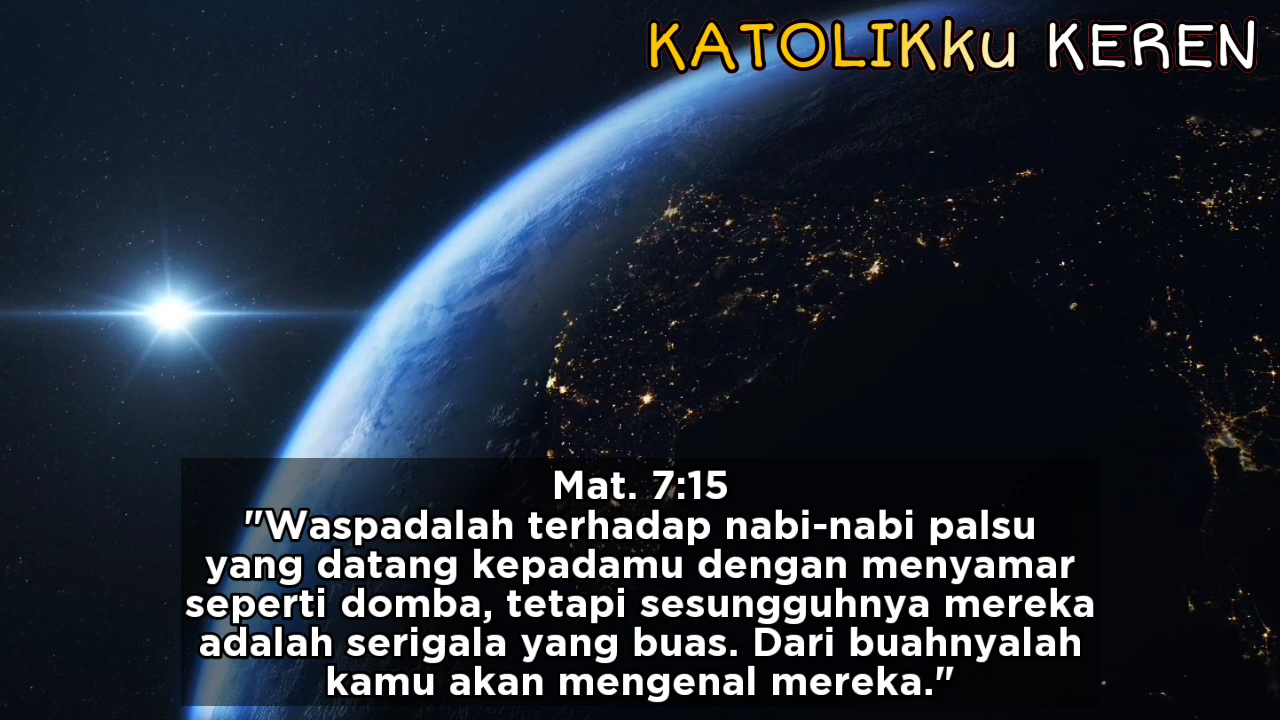 KATOLIKku KEREN
Mat. 7:15
"Waspadalah terhadap nabi-nabi palsu
yang datang kepadamu dengan menyamar
seperti domba, tetapi sesungguhnya mereka
adalah serigala yang buas. Dari buahnyalah
kamu akan mengenal mereka."